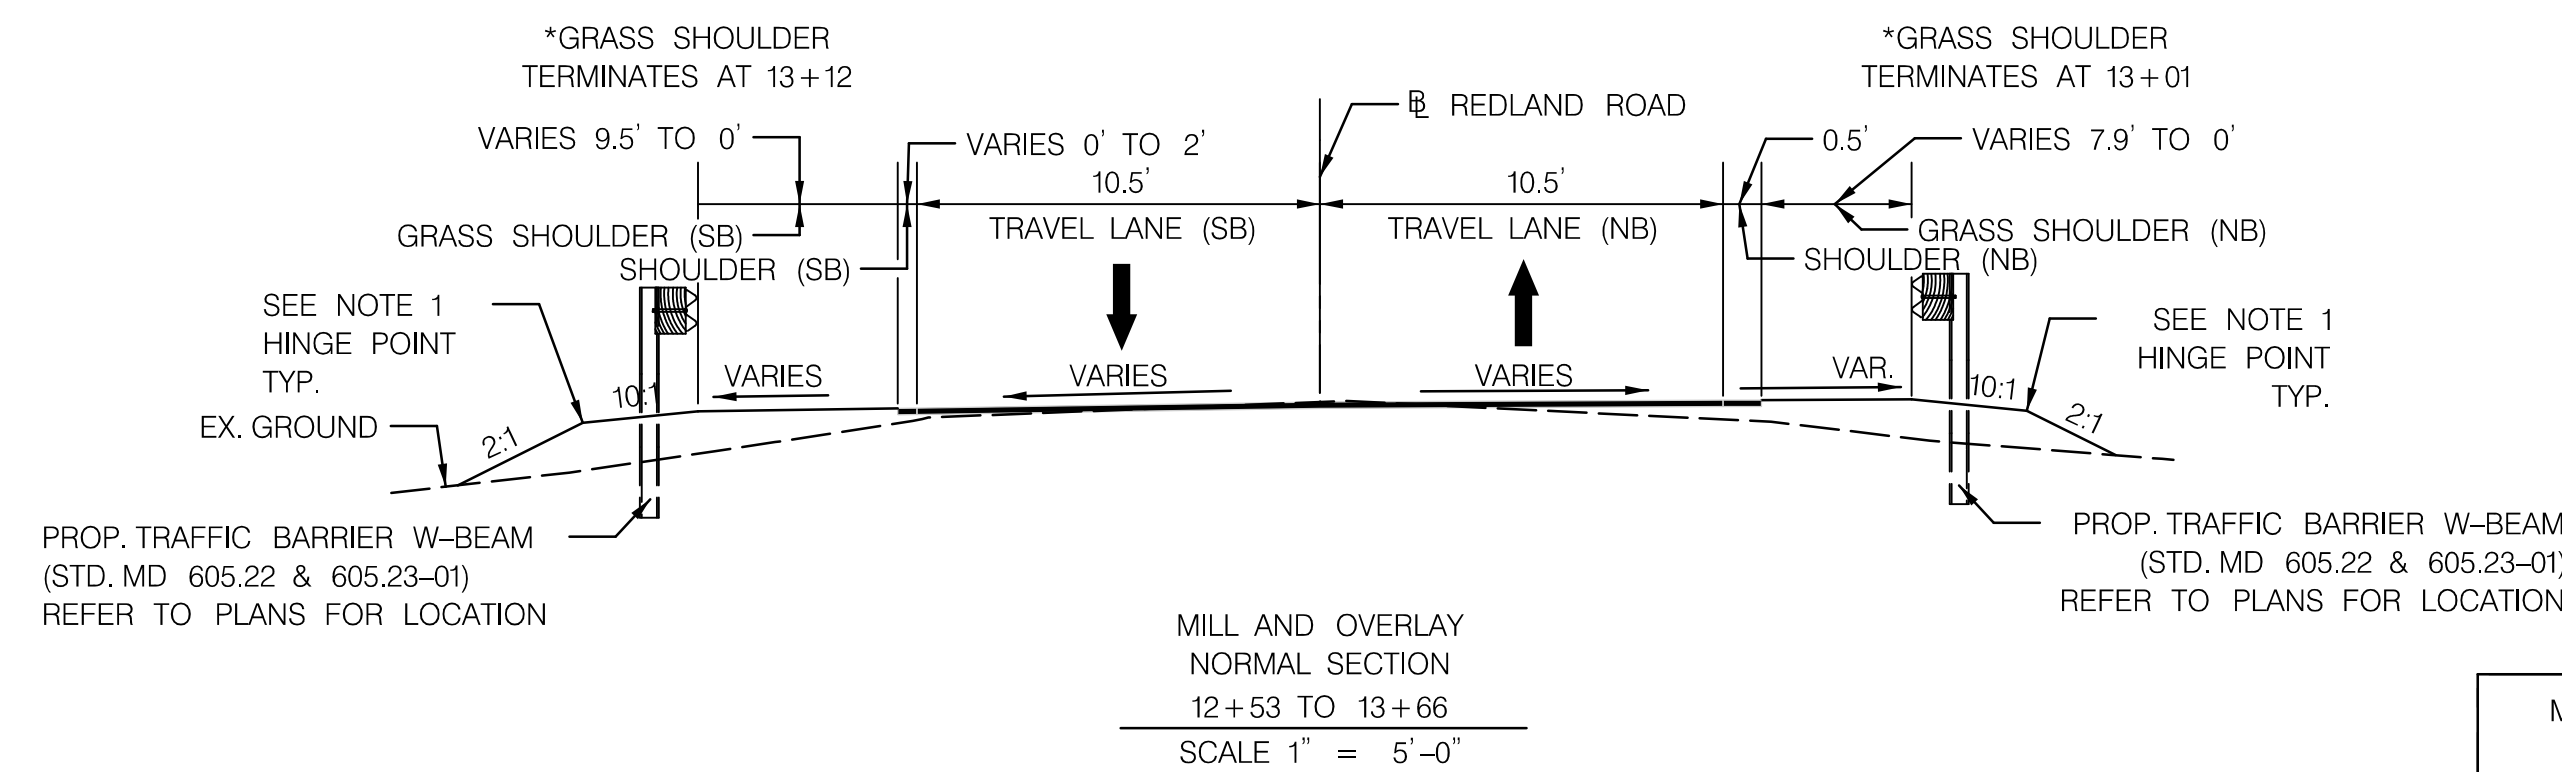 *GRASS SHOULDER
TERMINATES AT 13+12
*GRASS SHOULDER
TERMINATES AT 13+01
℄ REDLAND ROAD
VARIES 9.5' TO 0'
VARIES 0' TO 2'
0.5'
VARIES 7.9' TO 0'
10.5'
10.5'
GRASS SHOULDER (SB)
TRAVEL LANE (SB)
TRAVEL LANE (NB)
GRASS SHOULDER (NB)
SHOULDER (SB)
SHOULDER (NB)
SEE NOTE 1
HINGE POINT
TYP.
SEE NOTE 1
HINGE POINT
TYP.
10:1
VARIES
VARIES
VARIES
VAR.
10:1
EX. GROUND
2:1
2:1
PROP. TRAFFIC BARRIER W-BEAM
(STD. MD 605.22 & 605.23-01)
REFER TO PLANS FOR LOCATION
PROP. TRAFFIC BARRIER W-BEAM
(STD. MD 605.22 & 605.23-01)
REFER TO PLANS FOR LOCATION
MILL AND OVERLAY
NORMAL SECTION
12+53 TO 13+66
SCALE 1" = 5'-0"